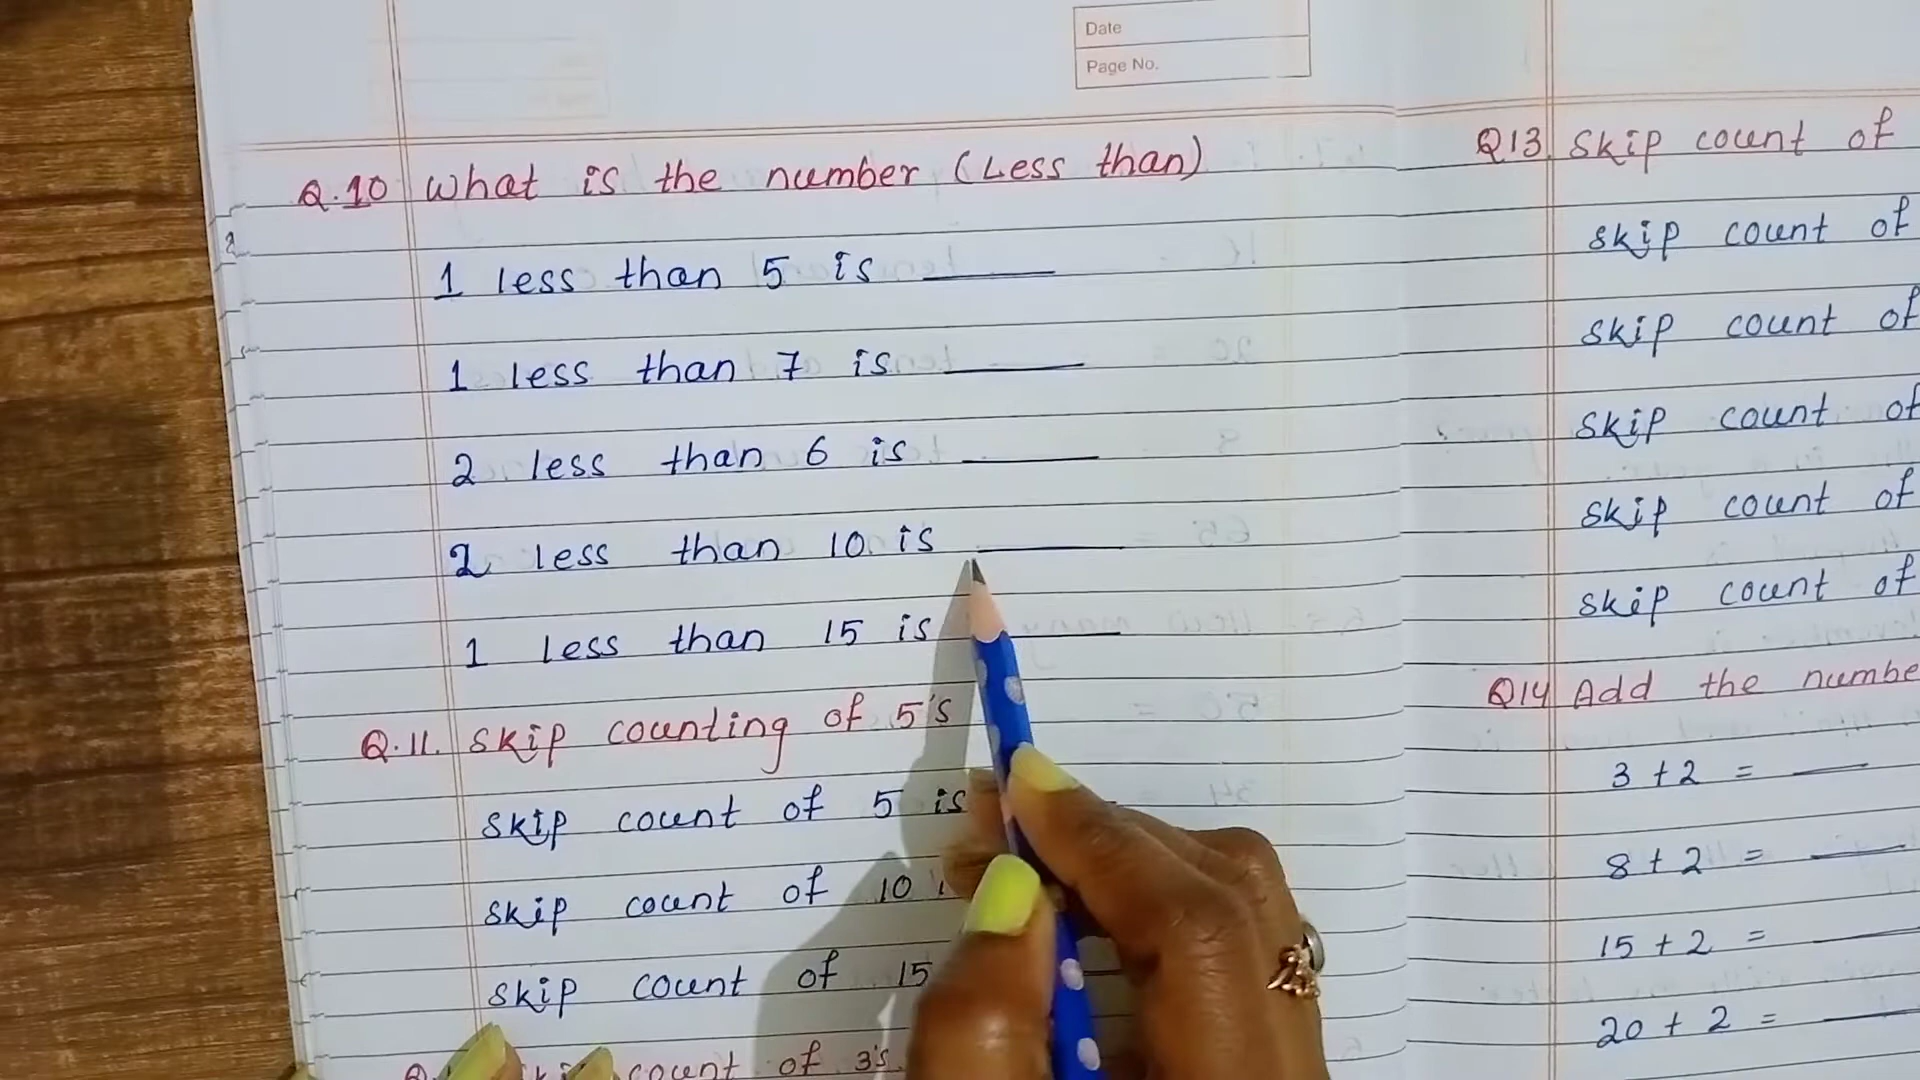 Date
Page No.
Q.10 What is the number (Less than)
1 less than 5 is
1 less than 7 is
2 less than 6 is
2 less than 10 is
1 less than 15 is
Q.11. Skip counting of 5's
Skip count of 5 is
Skip count of 10
Skip count of 15
count of 3's
Q13. Skip count of
Skip count of
Skip count of
Skip count of
Skip count of
Skip count of
Q14 Add the numbe
3 + 2 =
8 + 2 =
15 + 2 =
20 + 2 =